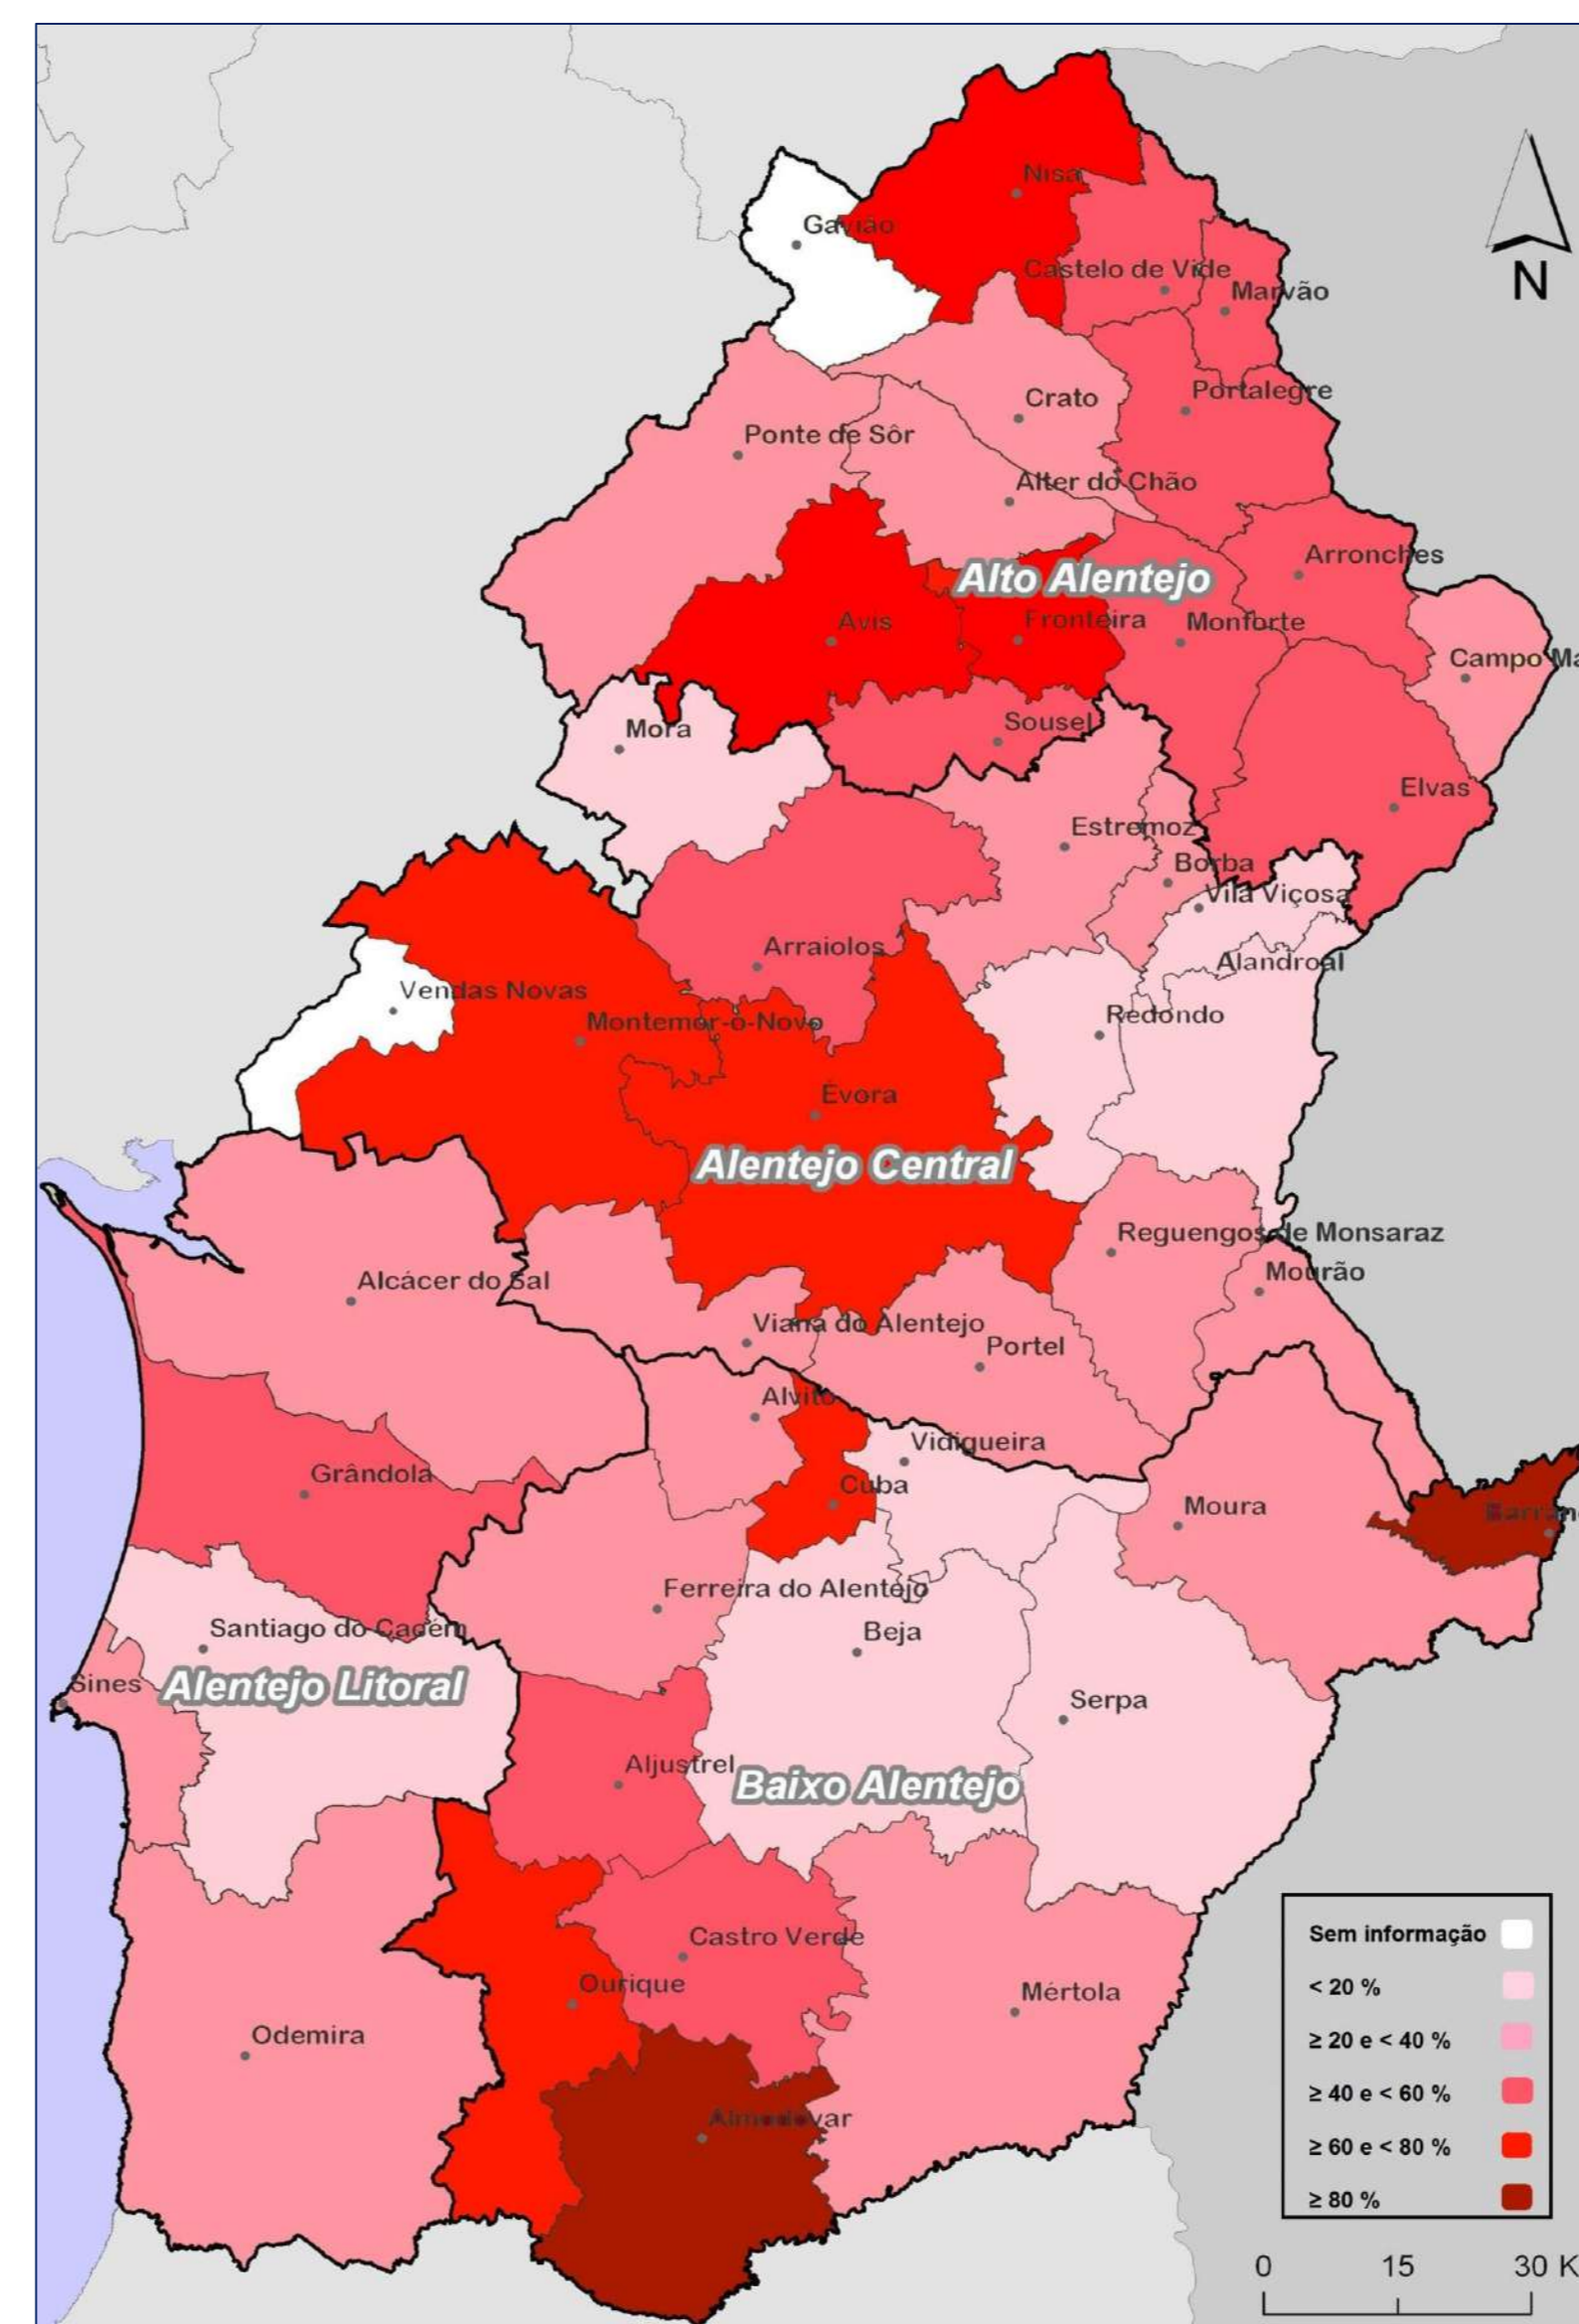 Nisa
Gavião
Castelo de Vide
Marvão
N
Crato
Portalegre
Ponte de Sôr
Alter do Chão
Arronches
Alto Alentejo
Avis
Fronteira
Monforte
Campo Ma
Sousel
Mora
Elvas
Estremoz
Borba
Vila Viçosa
Arraiolos
Alandroal
Vendas Novas
Redondo
Montemor-o-Novo
Évora
Alentejo Central
Reguengos de Monsaraz
Mourão
Alcácer do Sal
Viana do Alentejo
Portel
Alvito
Vidigueira
Grândola
Cuba
Moura
Barran
Ferreira do Alentejo
Santiago do Cacém
Beja
Sines
Alentejo Litoral
Serpa
Aljustrel
Baixo Alentejo
Castro Verde
Ourique
Mértola
Odemira
Almodôvar
Sem informação
< 20 %
≥ 20 e < 40 %
≥ 40 e < 60 %
≥ 60 e < 80 %
≥ 80 %
0 15 30 K